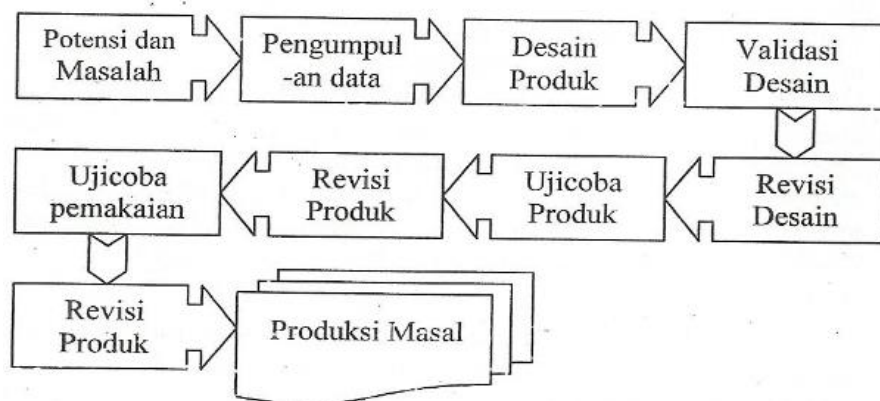 Potensi dan
Masalah
Pengumpul
-an data
Desain
Produk
Validasi
Desain
Ujicoba
pemakaian
Revisi
Produk
Ujicoba
Produk
Revisi
Desain
Revisi
Produk
Produksi Masal